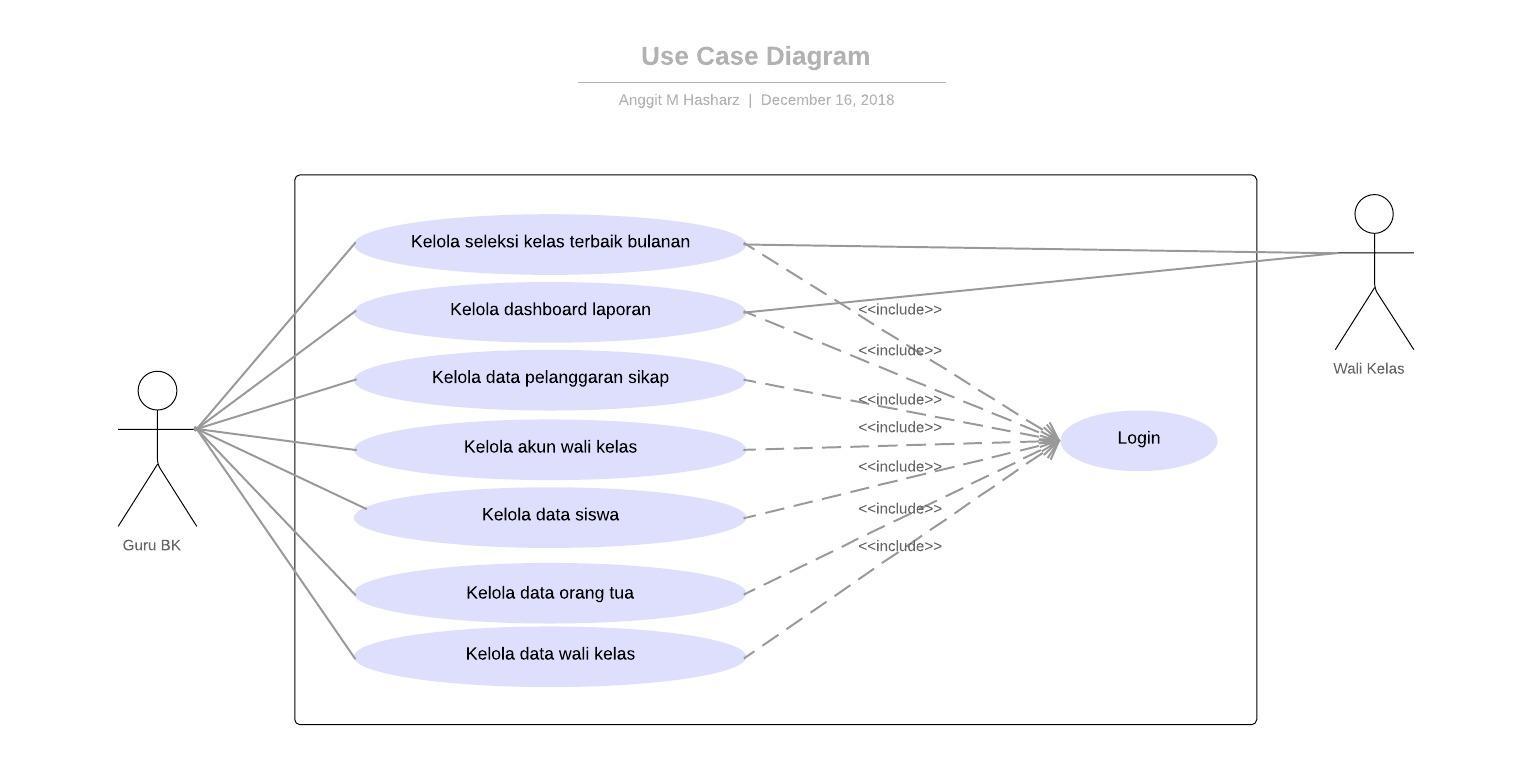 Use Case Diagram
Anggit M Hasharz | December 16, 2018
Kelola seleksi kelas terbaik bulanan
Kelola dashboard laporan
<<include>>
<<include>>
Wali Kelas
Kelola data pelanggaran sikap
<<include>>
<<include>>
Login
Kelola akun wali kelas
<<include>>
Kelola data siswa
<<include>>
Guru BK
<<include>>
Kelola data orang tua
Kelola data wali kelas